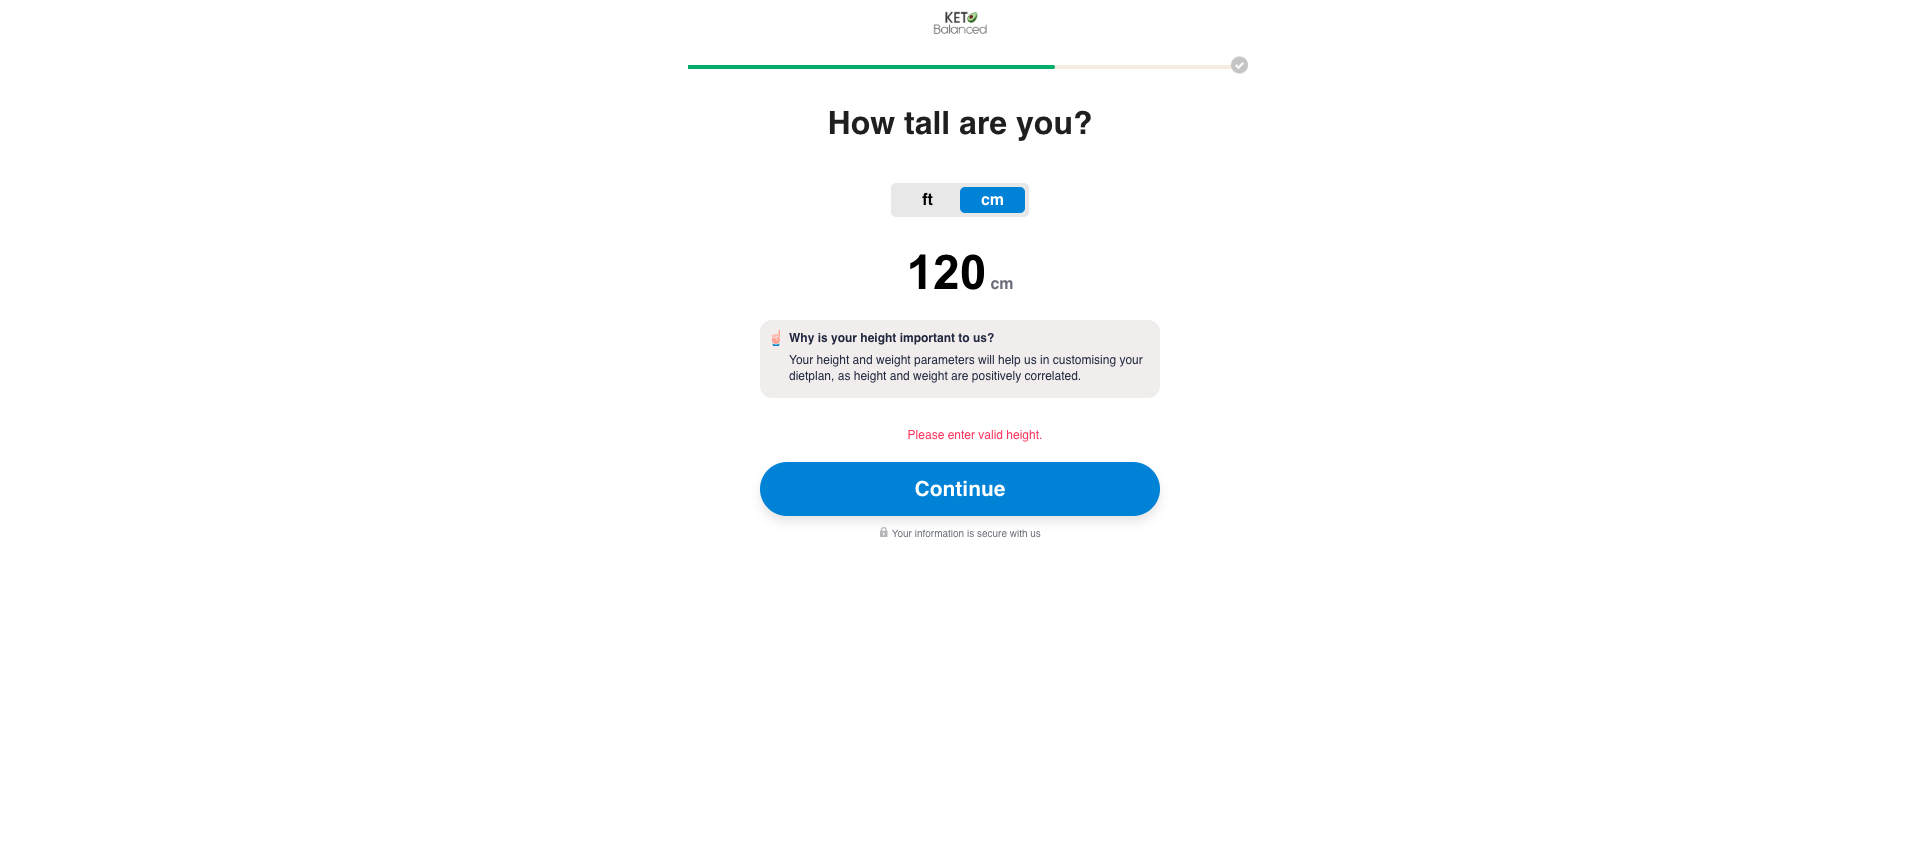 KETO
Balanced
How tall are you?
ft cm
120 cm
Why is your height important to us?
Your height and weight parameters will help us in customising your
dietplan, as height and weight are positively correlated.
Please enter valid height.
Continue
Your information is secure with us